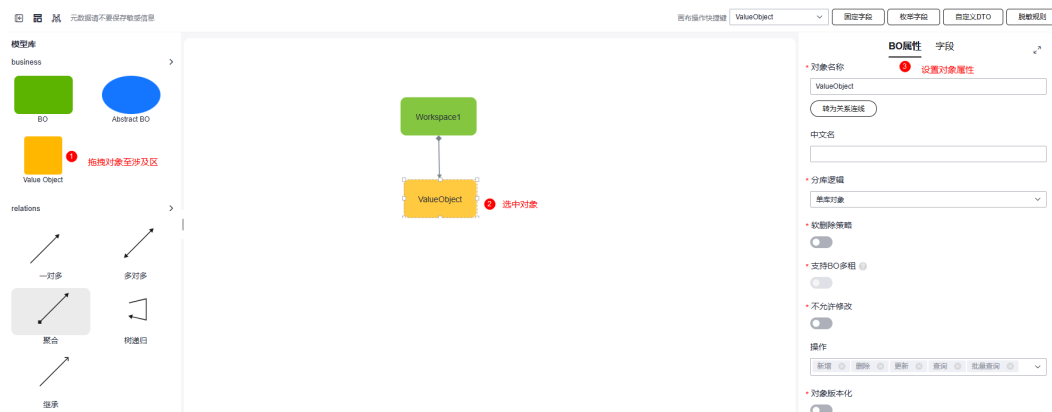 元数据请不要保存敏感信息
画布操作快捷键
ValueObject
固定字段
枚举字段
自定义DTO
脱敏规则
模型库
business
BO
Abstract BO
Value Object
1
拖拽对象至涉及区
relations
一对多
多对多
聚合
树递归
继承
Workspace1
ValueObject
2
选中对象
BO属性
字段
3
设置对象属性
* 对象名称
ValueObject
转为关系连线
中文名
* 分库逻辑
单库对象
* 软删除策略
* 支持BO多租
* 不允许修改
操作
新增
删除
更新
查询
批量查询
* 对象版本化